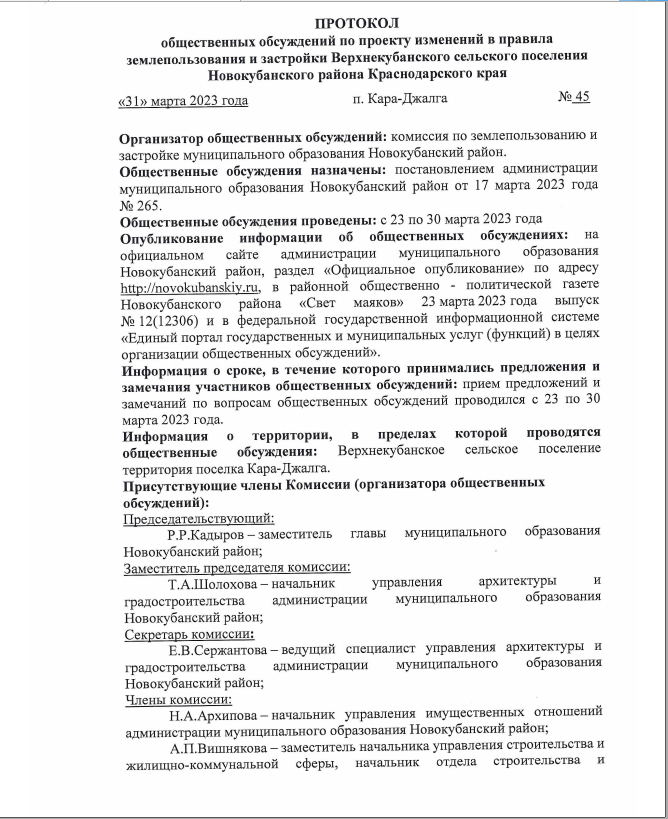 ПРОТОКОЛ
общественных обсуждений по проекту изменений в правила
землепользования и застройки Верхнекубанского сельского поселения
Новокубанского района Краснодарского края
«31» марта 2023 года п. Кара-Джалга № 45
Организатор общественных обсуждений: комиссия по землепользованию и
застройке муниципального образования Новокубанский район.
Общественные обсуждения назначены: постановлением администрации
муниципального образования Новокубанский район от 17 марта 2023 года
№ 265.
Общественные обсуждения проведены: с 23 по 30 марта 2023 года
Опубликование информации об общественных обсуждениях: на
официальном сайте администрации муниципального образования
Новокубанский район, раздел «Официальное опубликование» по адресу
http://novokubanskiy.ru, в районной общественно - политической газете
Новокубанского района «Свет маяков» 23 марта 2023 года выпуск
№ 12(12306) и в федеральной государственной информационной системе
«Единый портал государственных и муниципальных услуг (функций) в целях
организации общественных обсуждений».
Информация о сроке, в течение которого принимались предложения и
замечания участников общественных обсуждений: прием предложений и
замечаний по вопросам общественных обсуждений проводился с 23 по 30
марта 2023 года.
Информация о территории, в пределах которой проводятся
общественные обсуждения: Верхнекубанское сельское поселение
территория поселка Кара-Джалга.
Присутствующие члены Комиссии (организатора общественных
обсуждений):
Председательствующий:
Р.Р.Кадыров – заместитель главы муниципального образования
Новокубанский район;
Заместитель председателя комиссии:
Т.А.Шолохова – начальник управления архитектуры и
градостроительства администрации муниципального образования
Новокубанский район;
Секретарь комиссии:
Е.В.Сержантова – ведущий специалист управления архитектуры и
градостроительства администрации муниципального образования
Новокубанский район;
Члены комиссии:
Н.А.Архипова – начальник управления имущественных отношений
администрации муниципального образования Новокубанский район;
А.П.Вишнякова – заместитель начальника управления строительства и
жилищно-коммунальной сферы, начальник отдела строительства и